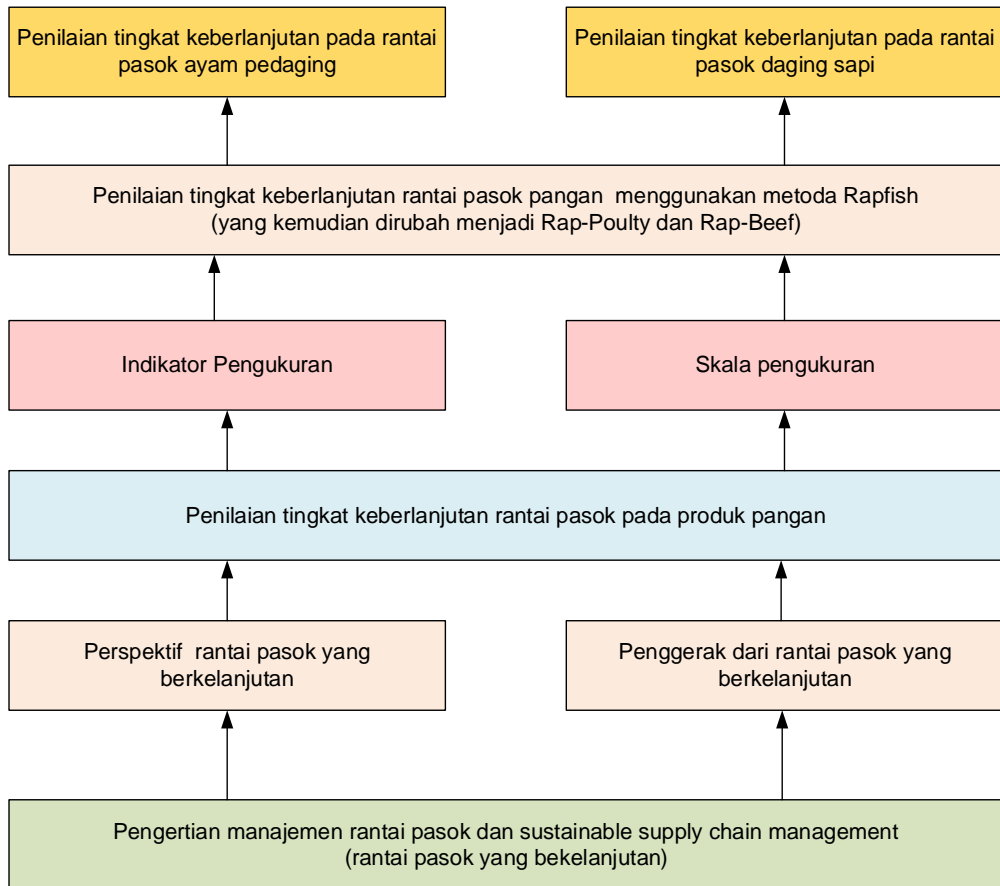 Penilaian tingkat keberlanjutan pada rantai
pasok ayam pedaging
Penilaian tingkat keberlanjutan pada rantai
pasok daging sapi
Penilaian tingkat keberlanjutan rantai pasok pangan  menggunakan metoda Rapfish
(yang kemudian dirubah menjadi Rap-Poulty dan Rap-Beef)
Indikator Pengukuran
Skala pengukuran
Penilaian tingkat keberlanjutan rantai pasok pada produk pangan
Perspektif  rantai pasok yang
berkelanjutan
Penggerak dari rantai pasok yang
berkelanjutan
Pengertian manajemen rantai pasok dan sustainable supply chain management
(rantai pasok yang bekelanjutan)